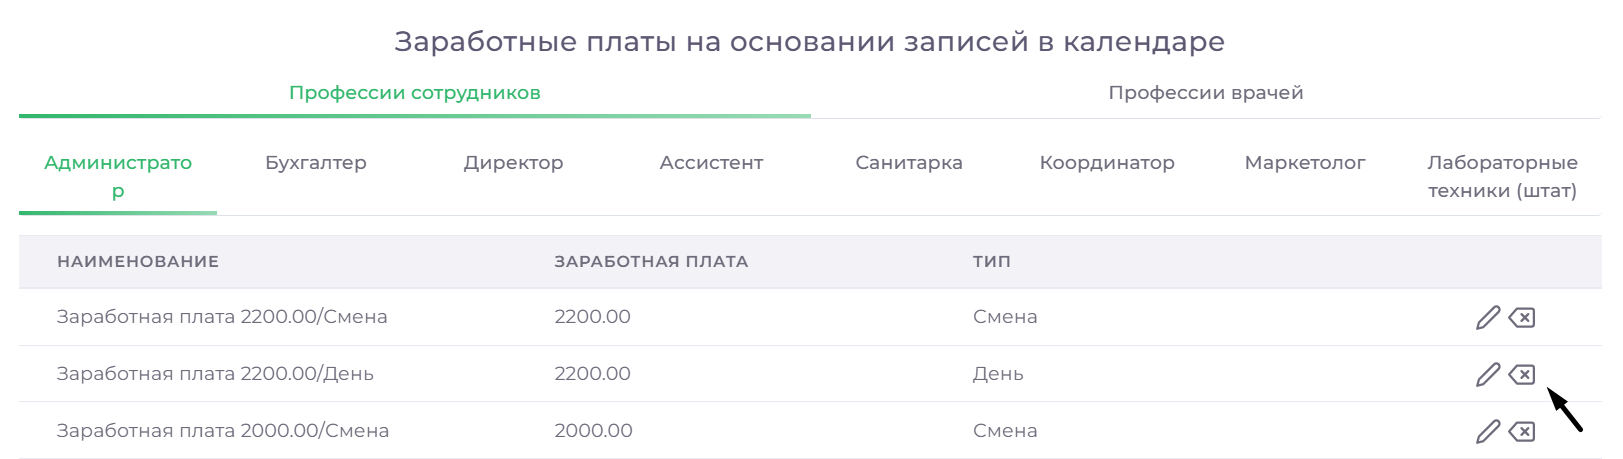 Заработные платы на основании записей в календаре
Профессии сотрудников Профессии врачей
Администрато Бухгалтер Директор Ассистент Санитарка Координатор Маркетолог Лабораторные
р техники (штат)
НАИМЕНОВАНИЕ ЗАРАБОТНАЯ ПЛАТА ТИП
Заработная плата 2200.00/Смена 2200.00 Смена
Заработная плата 2200.00/День 2200.00 День
Заработная плата 2000.00/Смена 2000.00 Смена